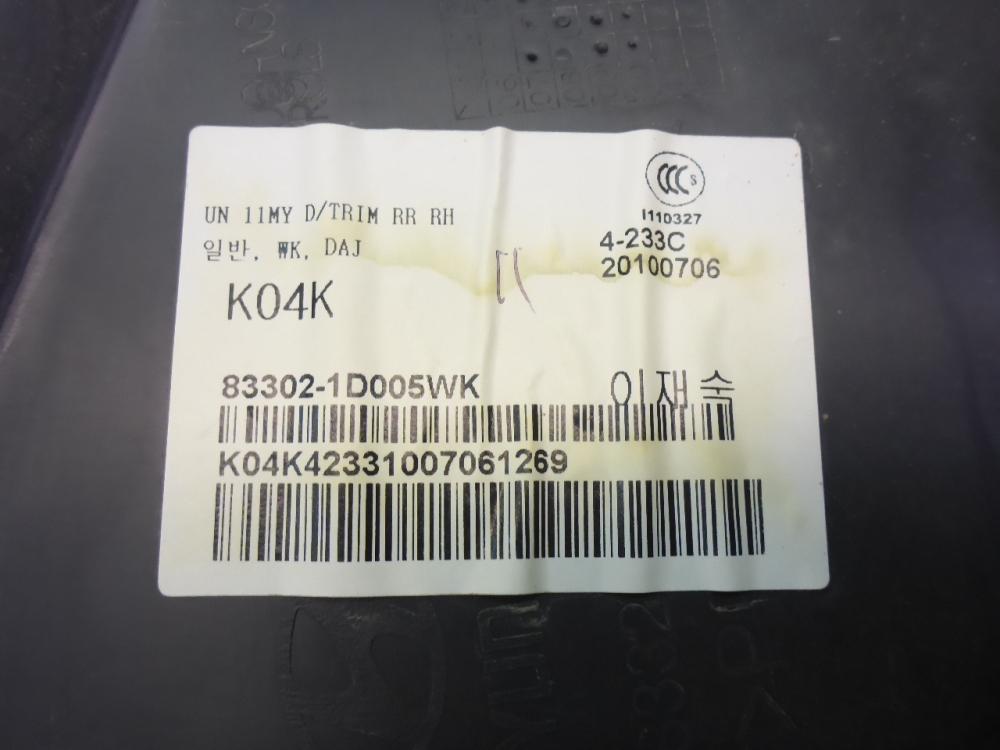 UN 11MY D/TRIM RR RH
일반, WK, DAJ
K04K
CCC S
I110327
4-233C
20100706
83302-1D005WK
이재숙
K04K42331007061269